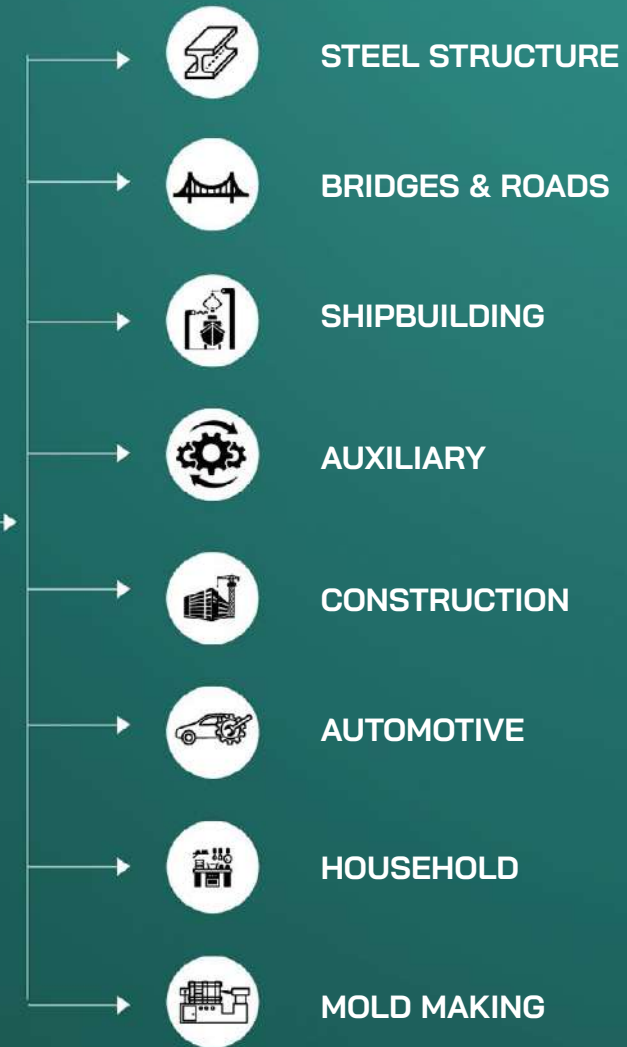 STEEL STRUCTURE
BRIDGES & ROADS
SHIPBUILDING
AUXILIARY
CONSTRUCTION
AUTOMOTIVE
HOUSEHOLD
MOLD MAKING